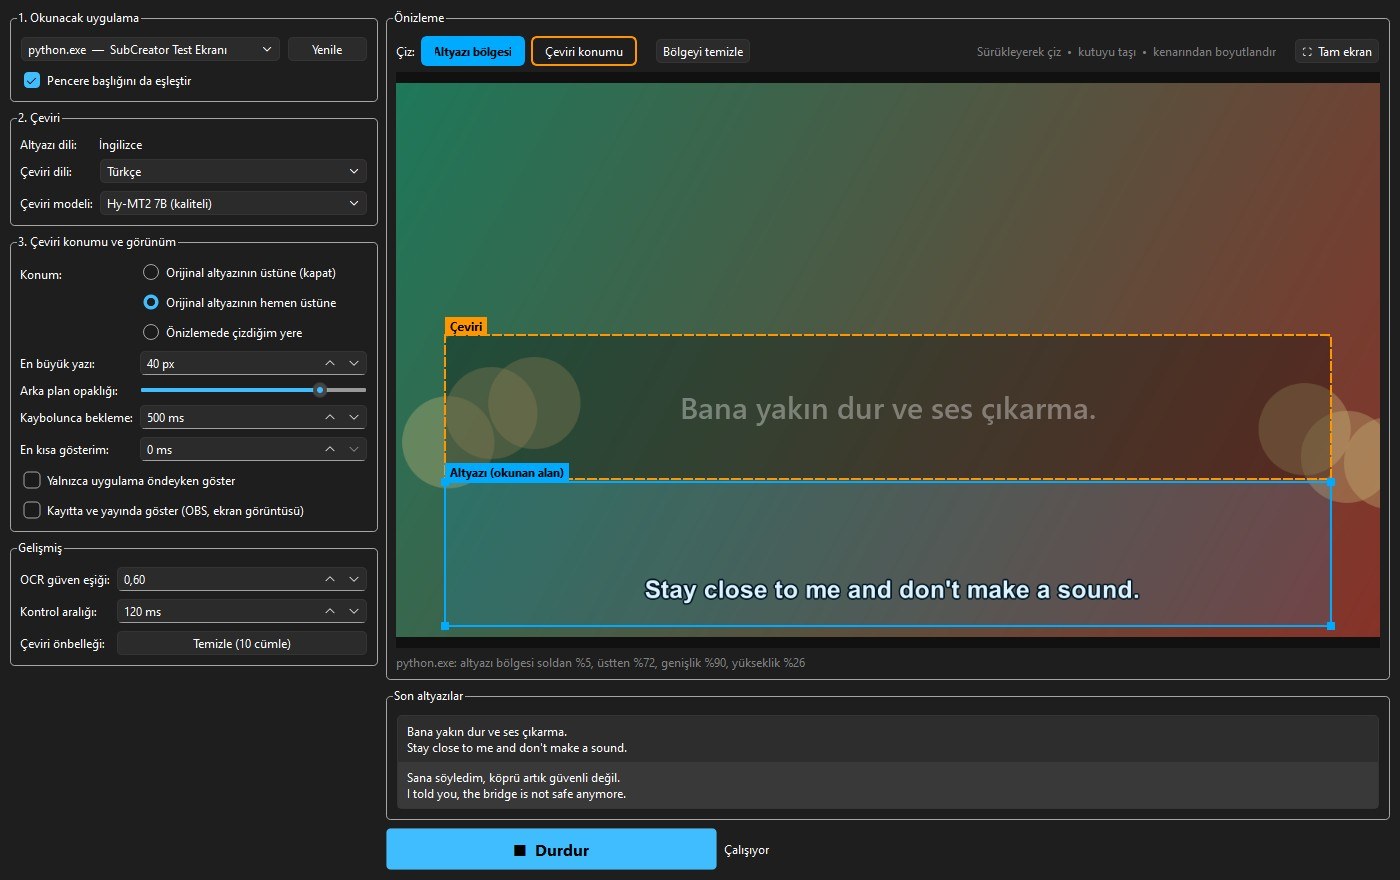 1. Okunacak uygulama
python.exe — SubCreator Test Ekranı
Yenile
Pencere başlığını da eşleştir
2. Çeviri
Altyazı dili: İngilizce
Çeviri dili: Türkçe
Çeviri modeli: Hy-MT2 7B (kaliteli)
3. Çeviri konumu ve görünüm
Konum:
Orijinal altyazının üstüne (kapat)
Orijinal altyazının hemen üstüne
Önizlemede çizdiğim yere
En büyük yazı: 40 px
Arka plan opaklığı:
Kaybolunca bekleme: 500 ms
En kısa gösterim: 0 ms
Yalnızca uygulama öndeyken göster
Kayıtta ve yayında göster (OBS, ekran görüntüsü)
Gelişmiş
OCR güven eşiği: 0,60
Kontrol aralığı: 120 ms
Çeviri önbelleği: Temizle (10 cümle)
Önizleme
Çiz: Altyazı bölgesi Çeviri konumu Bölgeyi temizle
Sürükleyerek çiz • kutuyu taşı • kenarından boyutlandır
Tam ekran
Çeviri
Bana yakın dur ve ses çıkarma.
Altyazı (okunan alan)
Stay close to me and don't make a sound.
python.exe: altyazı bölgesi soldan %5, üstten %72, genişlik %90, yükseklik %26
Son altyazılar
Bana yakın dur ve ses çıkarma.
Stay close to me and don't make a sound.
Sana söyledim, köprü artık güvenli değil.
I told you, the bridge is not safe anymore.
Durdur
Çalışıyor